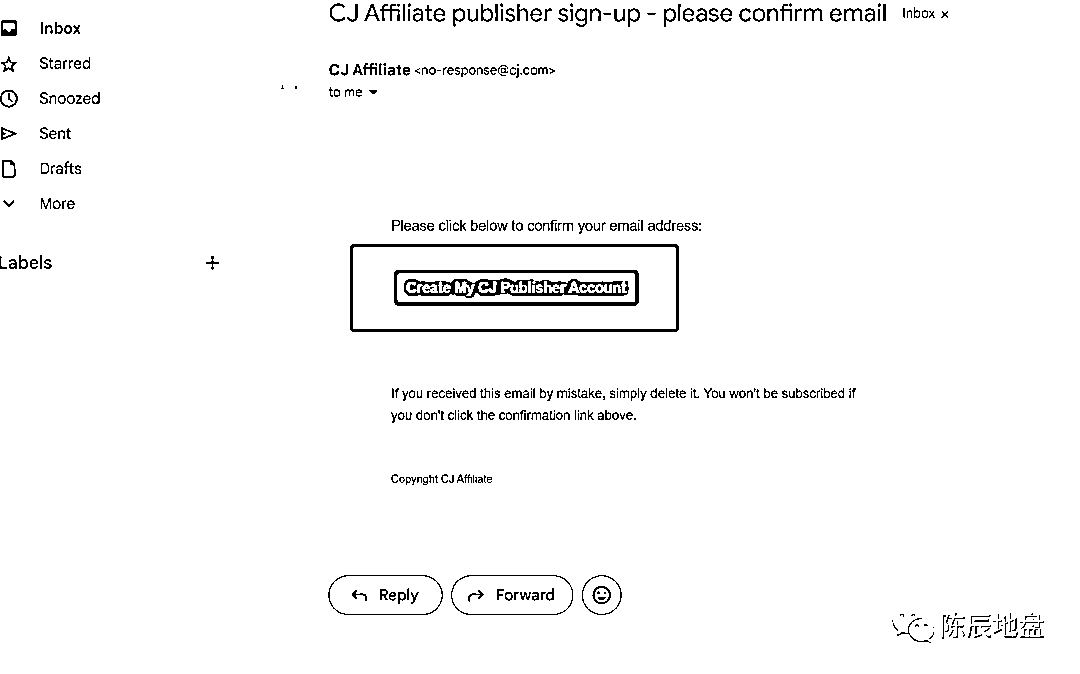 CJ Affiliate publisher sign-up - please confirm email Inbox x
Inbox
Starred
Snoozed
Sent
Drafts
More
Labels +
CJ Affiliate <no-response@cj.com>
to me
Please click below to confirm your email address:
Create My CJ Publisher Account
If you received this email by mistake, simply delete it. You won't be subscribed if
you don't click the confirmation link above.
Copyright CJ Affiliate
Reply Forward
陈辰地盘